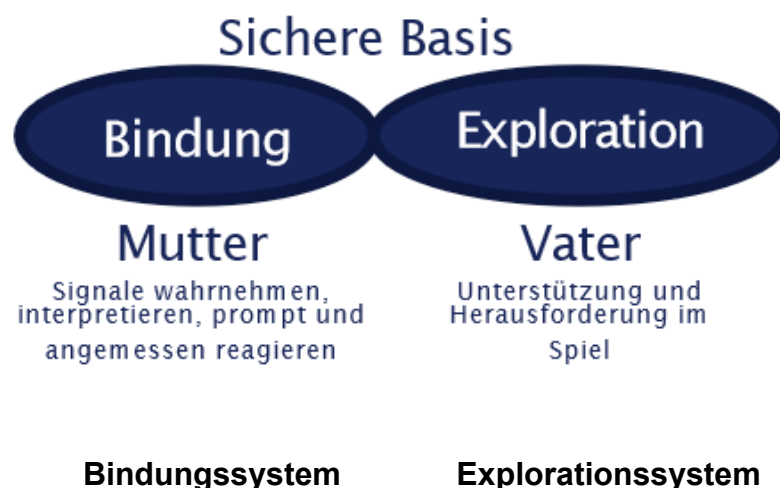 Sichere Basis
Bindung
Exploration
Mutter
Signale wahrnehmen,
interpretieren, prompt und
angemessen reagieren
Vater
Unterstützung und
Herausforderung im
Spiel
Bindungssystem
Explorationssystem